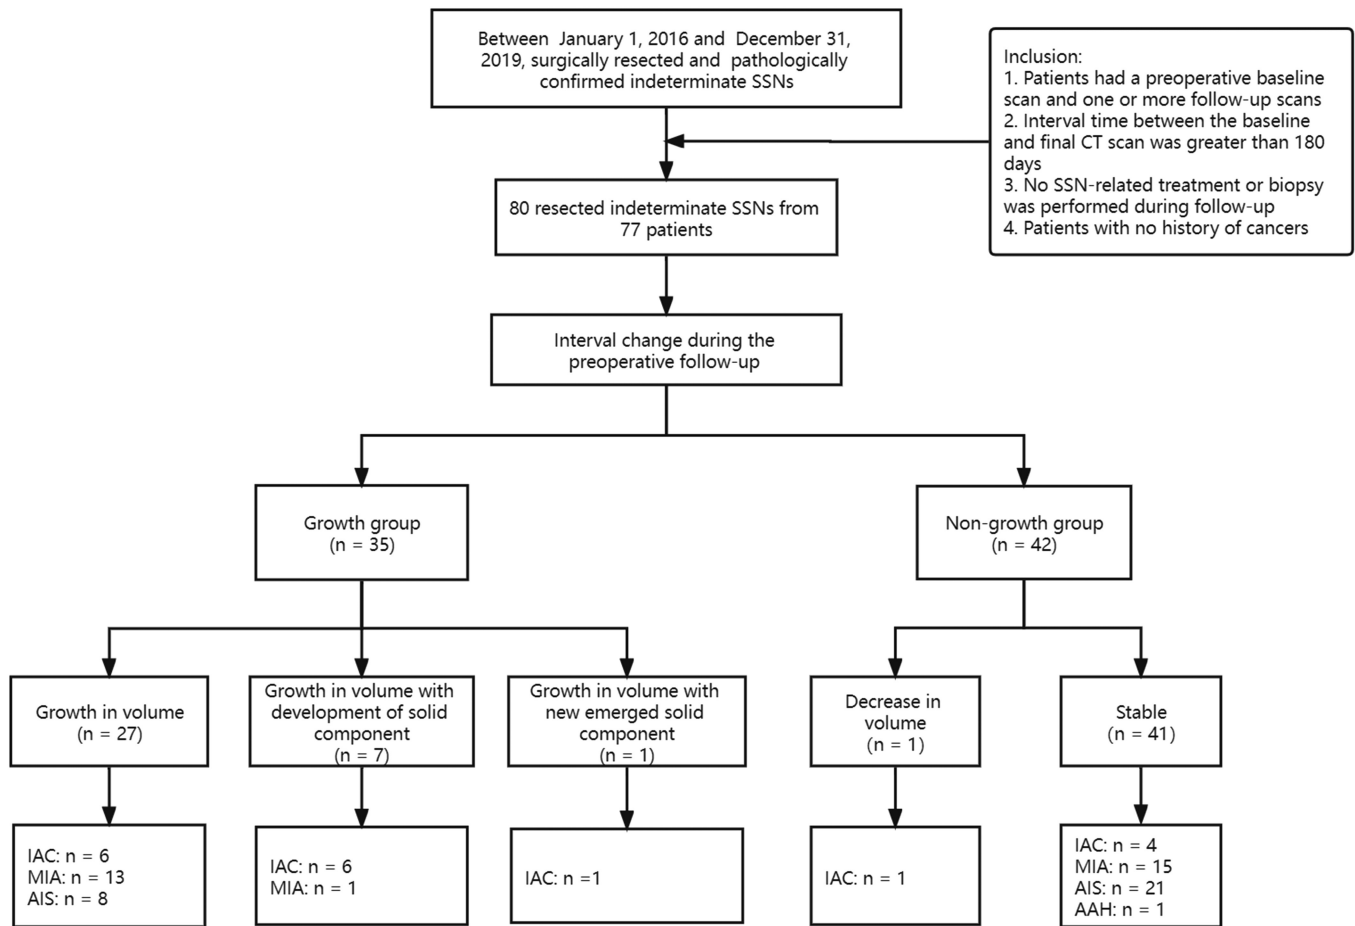 Between January 1, 2016 and December 31,
2019, surgically resected and pathologically
confirmed indeterminate SSNs
Inclusion:
1. Patients had a preoperative baseline
scan and one or more follow-up scans
2. Interval time between the baseline
and final CT scan was greater than 180
days
3. No SSN-related treatment or biopsy
was performed during follow-up
4. Patients with no history of cancers
80 resected indeterminate SSNs from
77 patients
Interval change during the
preoperative follow-up
Growth group
(n = 35)
Non-growth group
(n = 42)
Growth in volume
(n = 27)
Growth in volume with
development of solid
component
(n = 7)
Growth in volume with
new emerged solid
component
(n = 1)
Decrease in
volume
(n = 1)
Stable
(n = 41)
IAC: n = 6
MIA: n = 13
AIS: n = 8
IAC: n = 6
MIA: n = 1
IAC: n =1
IAC: n = 1
IAC: n = 4
MIA: n = 15
AIS: n = 21
AAH: n = 1